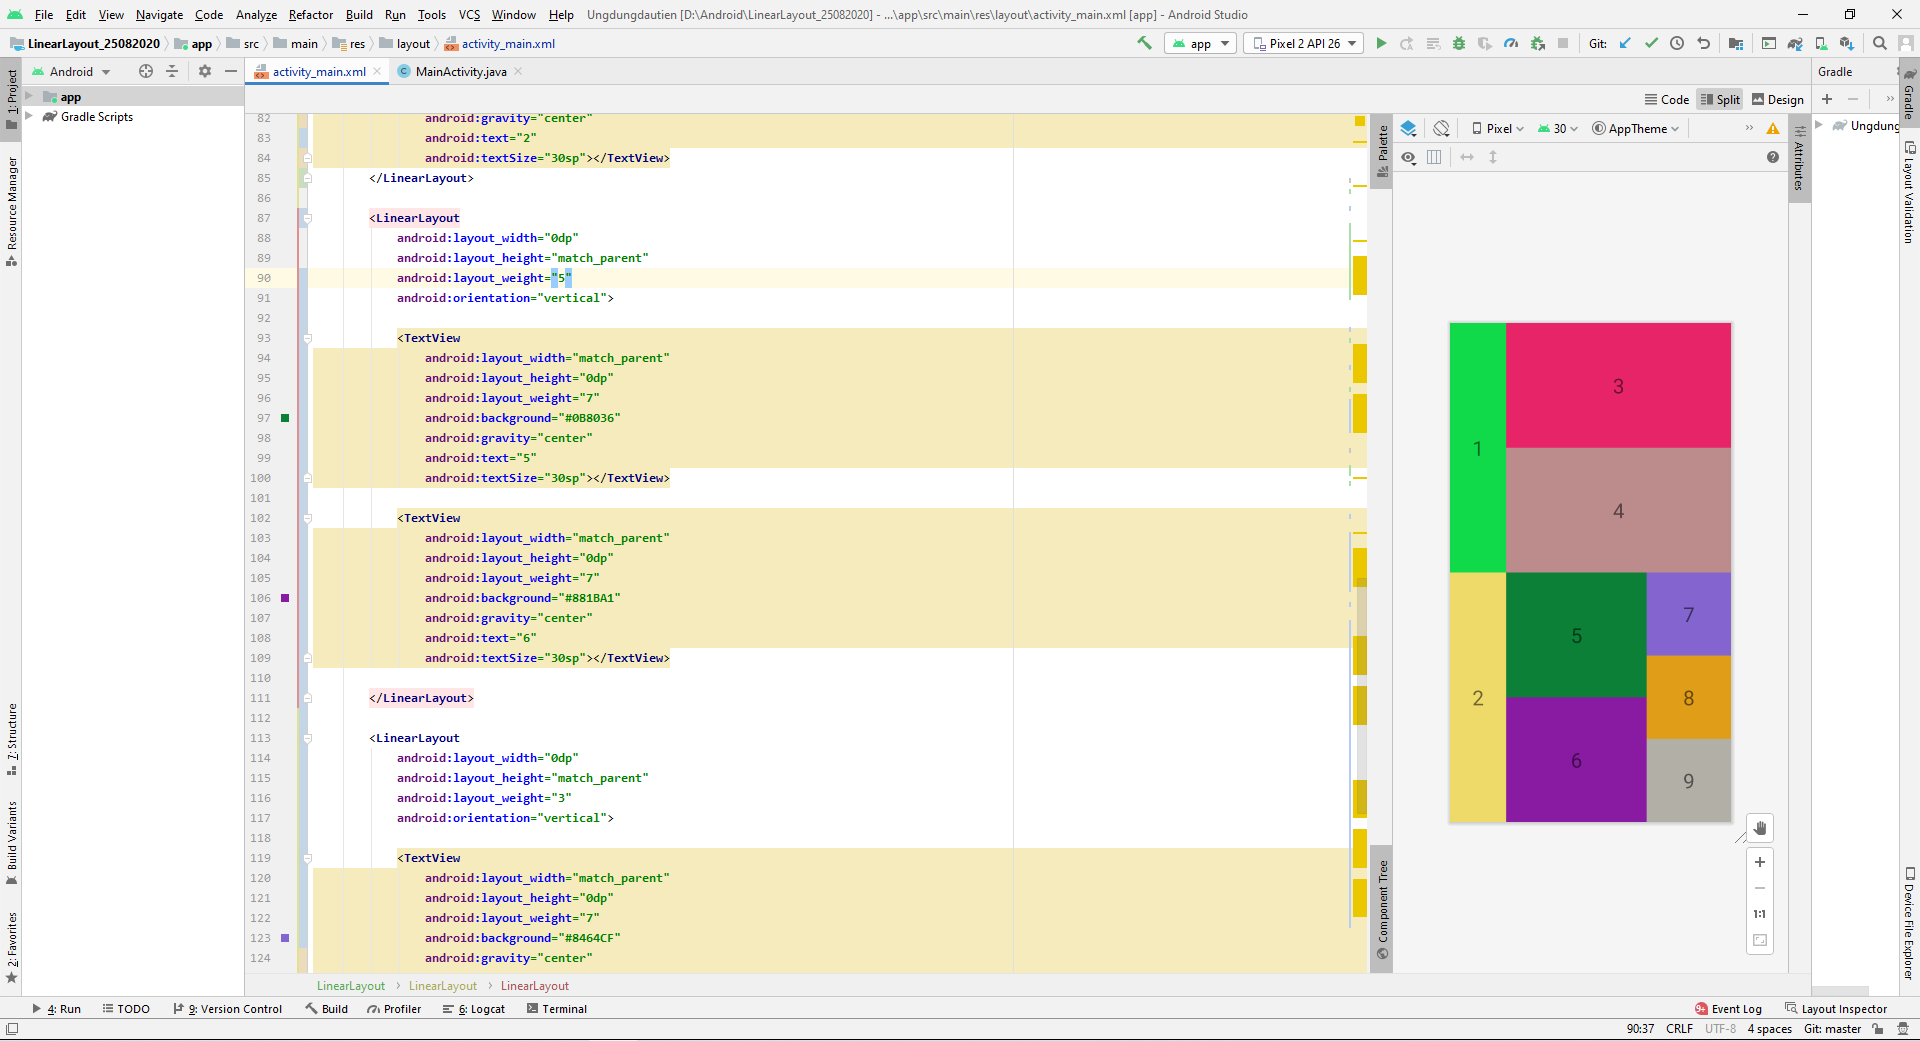 File Edit View Navigate Code Analyze Refactor Build Run Tools VCS Window Help Ungdungdautien [D:\Android\LinearLayout_25082020] - ...\app\src\main\res\layout\activity_main.xml [app] - Android Studio
LinearLayout_25082020 app src main res layout activity_main.xml app Pixel 2 API 26 Git:
Android activity_main.xml MainActivity.java Gradle
app
Gradle Scripts
Code Split Design
Pixel 30 AppTheme
Ungdung
1: Project
Resource Manager
7: Structure
Build Variants
2: Favorites
82 android:gravity="center"
83 android:text="2"
84 android:textSize="30sp"></TextView>
85 </LinearLayout>
86
87 <LinearLayout
88 android:layout_width="0dp"
89 android:layout_height="match_parent"
90 android:layout_weight="5"
91 android:orientation="vertical">
92
93 <TextView
94 android:layout_width="match_parent"
95 android:layout_height="0dp"
96 android:layout_weight="7"
97 android:background="#0B8036"
98 android:gravity="center"
99 android:text="5"
100 android:textSize="30sp"></TextView>
101
102 <TextView
103 android:layout_width="match_parent"
104 android:layout_height="0dp"
105 android:layout_weight="7"
106 android:background="#881BA1"
107 android:gravity="center"
108 android:text="6"
109 android:textSize="30sp"></TextView>
110
111 </LinearLayout>
112
113 <LinearLayout
114 android:layout_width="0dp"
115 android:layout_height="match_parent"
116 android:layout_weight="3"
117 android:orientation="vertical">
118
119 <TextView
120 android:layout_width="match_parent"
121 android:layout_height="0dp"
122 android:layout_weight="7"
123 android:background="#8464CF"
124 android:gravity="center"
Palette
Component Tree
Attributes
1
2
3
4
5
6
7
8
9
1:1
Gradle
Layout Validation
Device File Explorer
LinearLayout › LinearLayout › LinearLayout
4: Run TODO 9: Version Control Build Profiler 6: Logcat Terminal 9+ Event Log Layout Inspector
90:37 CRLF UTF-8 4 spaces Git: master